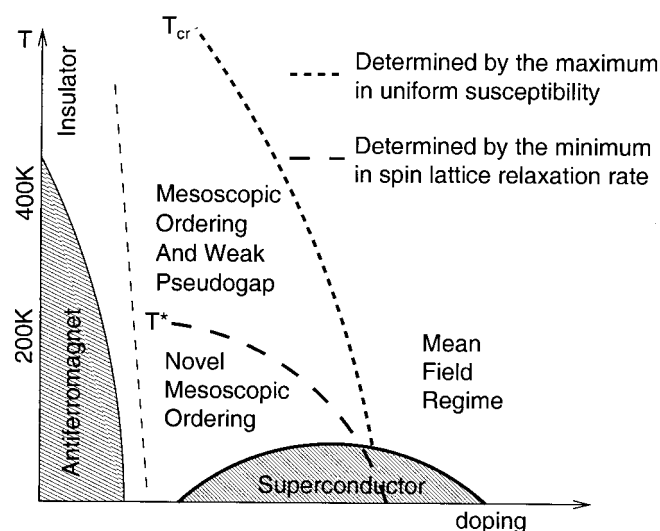 T
T_cr
Determined by the maximum
in uniform susceptibility
Determined by the minimum
in spin lattice relaxation rate
Insulator
400K
200K
Antiferromagnet
Mesoscopic
Ordering
And Weak
Pseudogap
T*
Novel
Mesoscopic
Ordering
Mean
Field
Regime
Superconductor
doping